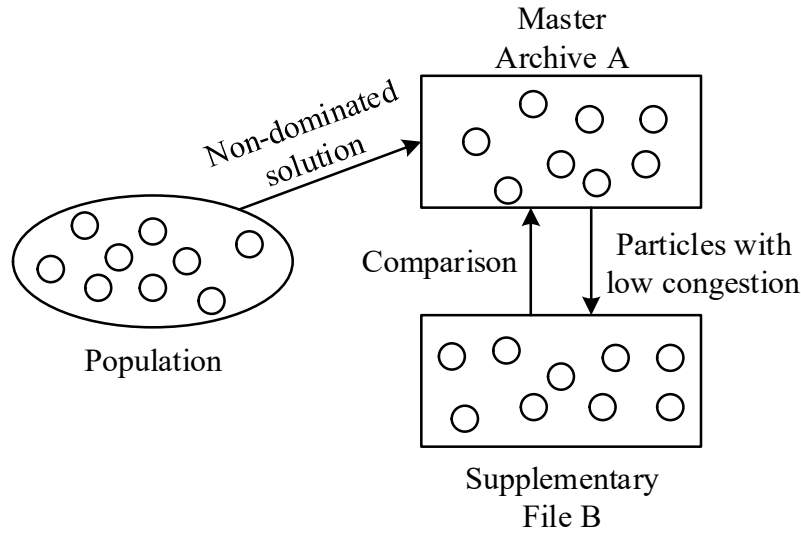 Master
Archive A
Non-dominated
solution
Comparison
Particles with
low congestion
Population
Supplementary
File B